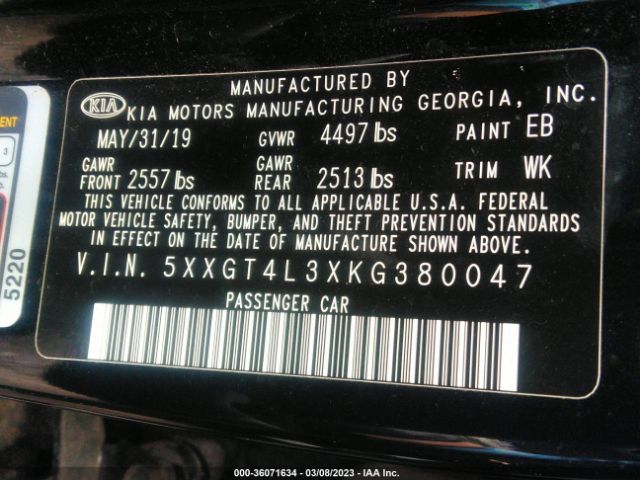 MANUFACTURED BY
KIA KIA MOTORS MANUFACTURING GEORGIA, INC.
MAY/31/19 GVWR 4497 lbs PAINT EB
GAWR FRONT 2557 lbs GAWR REAR 2513 lbs TRIM WK
THIS VEHICLE CONFORMS TO ALL APPLICABLE U.S.A. FEDERAL
MOTOR VEHICLE SAFETY, BUMPER, AND THEFT PREVENTION STANDARDS
IN EFFECT ON THE DATE OF MANUFACTURE SHOWN ABOVE.
V.I.N. 5XXGT4L3XKG380047
PASSENGER CAR
3
5220
000-36071634 - 03/08/2023 - IAA Inc.